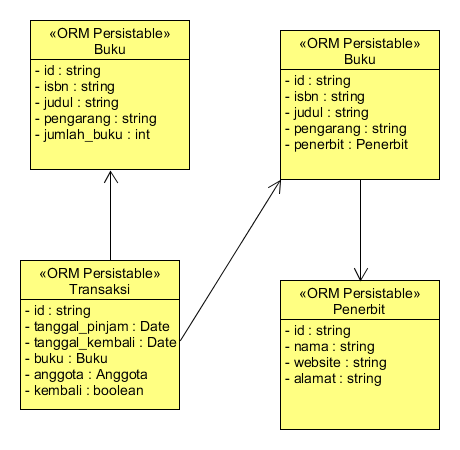 «ORM Persistable»
Buku
- id : string
- isbn : string
- judul : string
- pengarang : string
- jumlah_buku : int
«ORM Persistable»
Buku
- id : string
- isbn : string
- judul : string
- pengarang : string
- penerbit : Penerbit
«ORM Persistable»
Transaksi
- id : string
- tanggal_pinjam : Date
- tanggal_kembali : Date
- buku : Buku
- anggota : Anggota
- kembali : boolean
«ORM Persistable»
Penerbit
- id : string
- nama : string
- website : string
- alamat : string